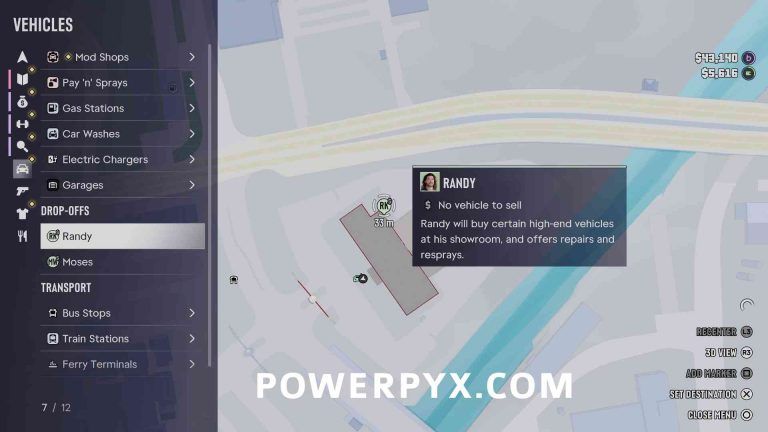 VEHICLES
Mod Shops
Pay 'n' Sprays
Gas Stations
Car Washes
Electric Chargers
Garages
DROP-OFFS
Randy
Moses
TRANSPORT
Bus Stops
Train Stations
Ferry Terminals
7 / 12
$43,140
$5,616
33 m
RANDY
$ No vehicle to sell
Randy will buy certain high-end vehicles
at his showroom, and offers repairs and
resprays.
RECENTER L3
3D VIEW R3
ADD MARKER
SET DESTINATION
CLOSE MENU
POWERPYX.COM